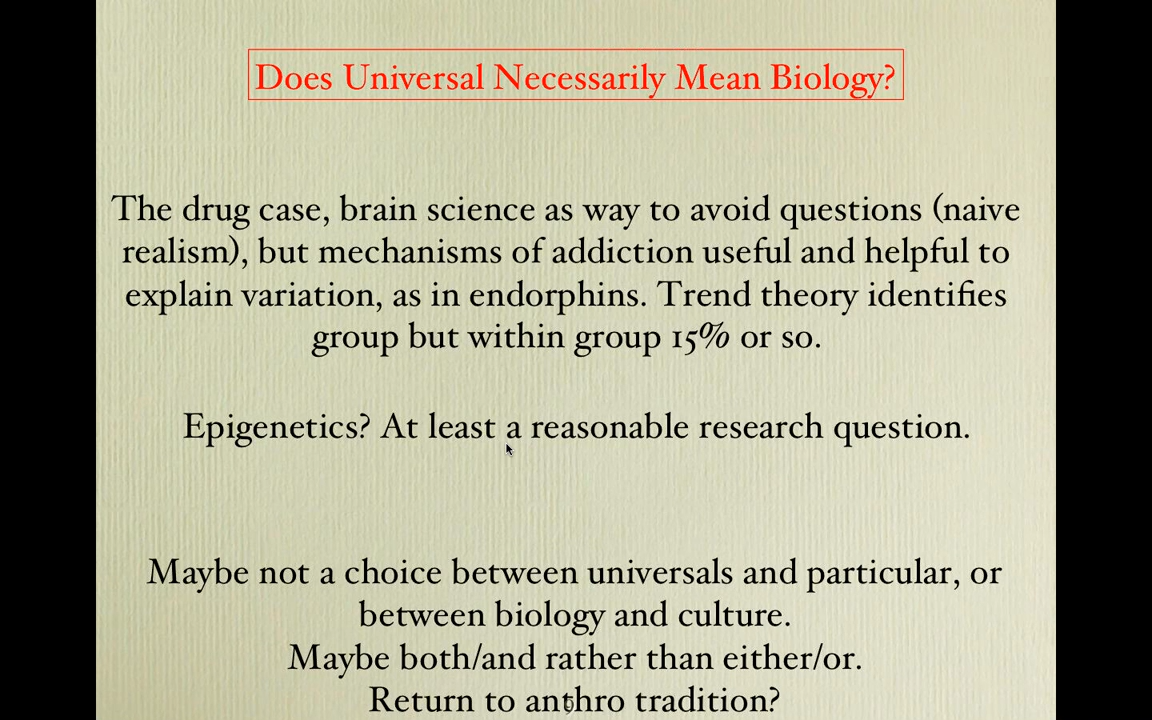 Does Universal Necessarily Mean Biology?
The drug case, brain science as way to avoid questions (naive
realism), but mechanisms of addiction useful and helpful to
explain variation, as in endorphins. Trend theory identifies
group but within group 15% or so.
Epigenetics? At least a reasonable research question.
Maybe not a choice between universals and particular, or
between biology and culture.
Maybe both/and rather than either/or.
Return to anthro tradition?